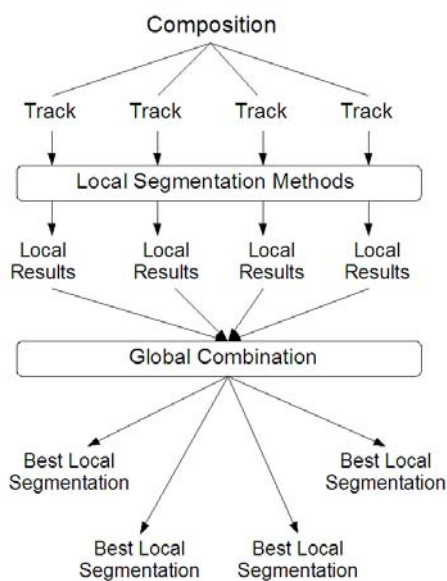 Composition
Track Track Track Track
Local Segmentation Methods
Local Local Local Local
Results Results Results Results
Global Combination
Best Local
Segmentation
Best Local
Segmentation
Best Local
Segmentation
Best Local
Segmentation